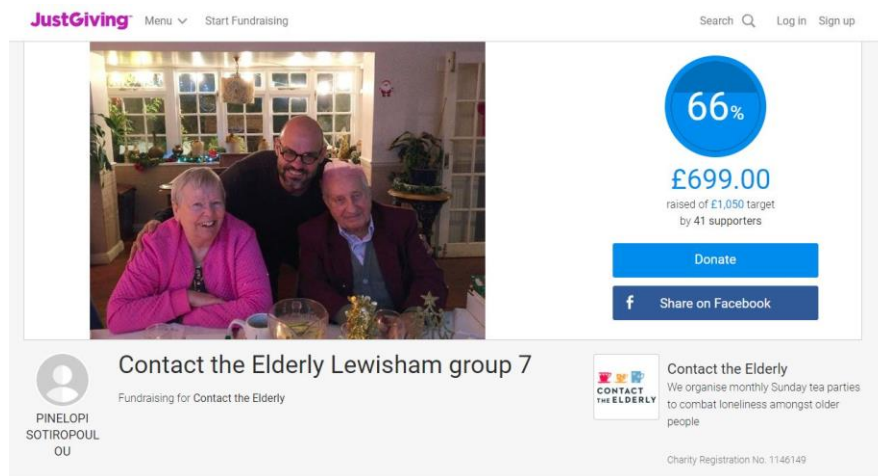 JustGiving™ Menu Start Fundraising Search Log in Sign up
66%
£699.00
raised of £1,050 target
by 41 supporters
Donate
f Share on Facebook
Contact the Elderly Lewisham group 7
Fundraising for Contact the Elderly
PINELOPI
SOTIROPOUL
OU
CONTACT
THE ELDERLY
Contact the Elderly
We organise monthly Sunday tea parties
to combat loneliness amongst older
people
Charity Registration No. 1146149